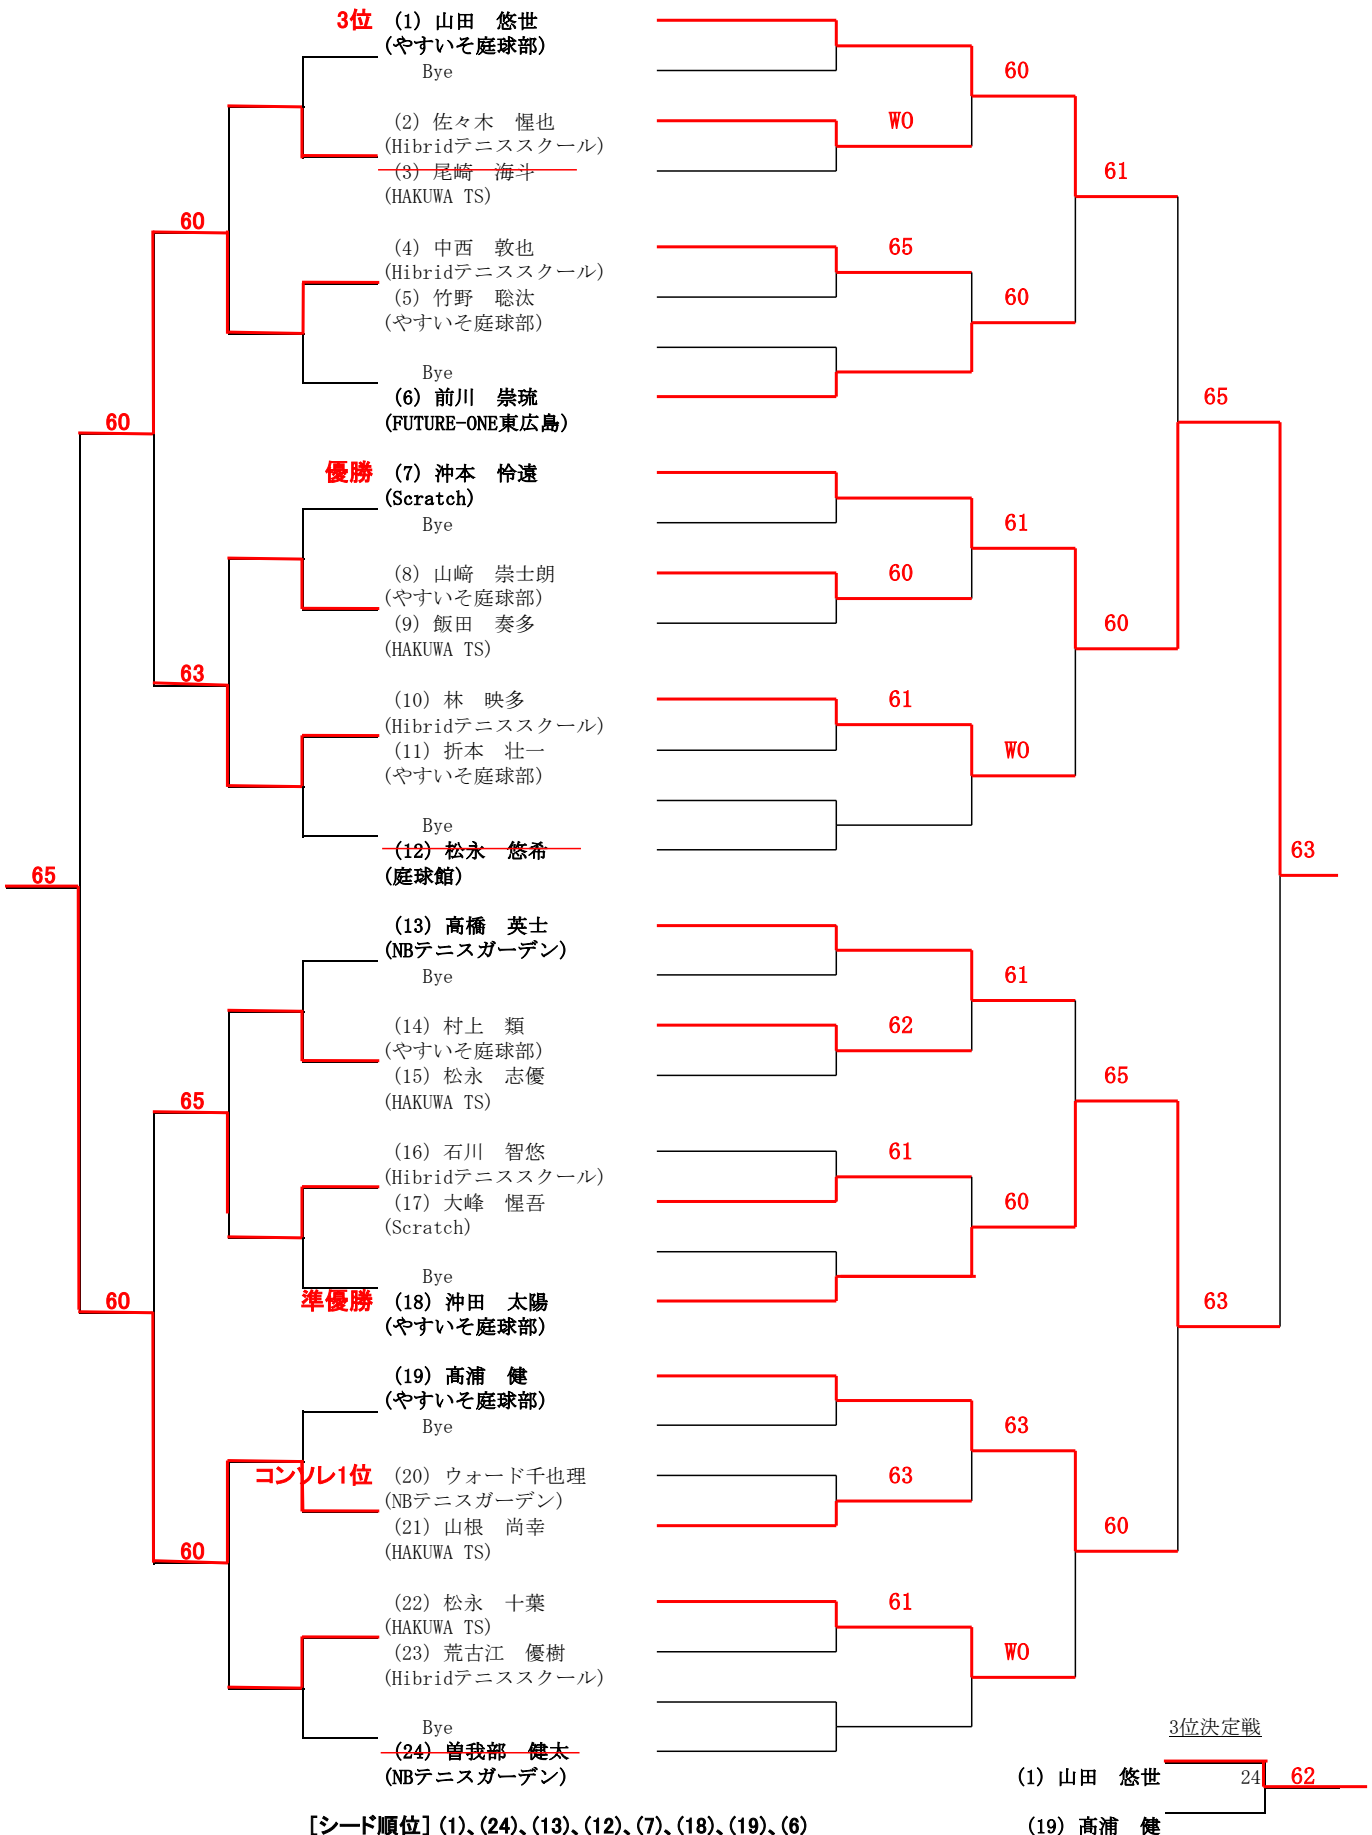 3位 (1) 山田　悠世
(やすいそ庭球部)
Bye
60
(2) 佐々木　惺也
WO
(Hibridテニススクール)
(3) 尾崎　海斗
61
(HAKUWA TS)
60
(4) 中西　敦也
65
(Hibridテニススクール)
(5) 竹野　聡汰
60
(やすいそ庭球部)
Bye
(6) 前川　崇琉
65
(FUTURE-ONE東広島)
60
優勝 (7) 沖本　怜遠
(Scratch)
Bye
61
(8) 山﨑　崇士朗
60
(やすいそ庭球部)
(9) 飯田　奏多
60
(HAKUWA TS)
63
(10) 林　映多
61
(Hibridテニススクール)
(11) 折本　壮一
WO
(やすいそ庭球部)
Bye
(12) 松永　悠希
63
(庭球館)
65
(13) 高橋　英士
(NBテニスガーデン)
Bye
61
(14) 村上　類
62
(やすいそ庭球部)
(15) 松永　志優
65
(HAKUWA TS)
65
(16) 石川　智悠
61
(Hibridテニススクール)
(17) 大峰　惺吾
60
(Scratch)
Bye
60
準優勝 (18) 沖田　太陽
63
(やすいそ庭球部)
(19) 髙浦　健
(やすいそ庭球部)
Bye
63
コンソレ1位 (20) ウォード千也理
63
(NBテニスガーデン)
(21) 山根　尚幸
60
(HAKUWA TS)
60
(22) 松永　十葉
61
(HAKUWA TS)
(23) 荒古江　優樹
WO
(Hibridテニススクール)
Bye
(24) 曽我部　健太
(NBテニスガーデン)
3位決定戦
(1) 山田　悠世 24 62
(19) 髙浦　健
[シード順位] (1)、(24)、(13)、(12)、(7)、(18)、(19)、(6)